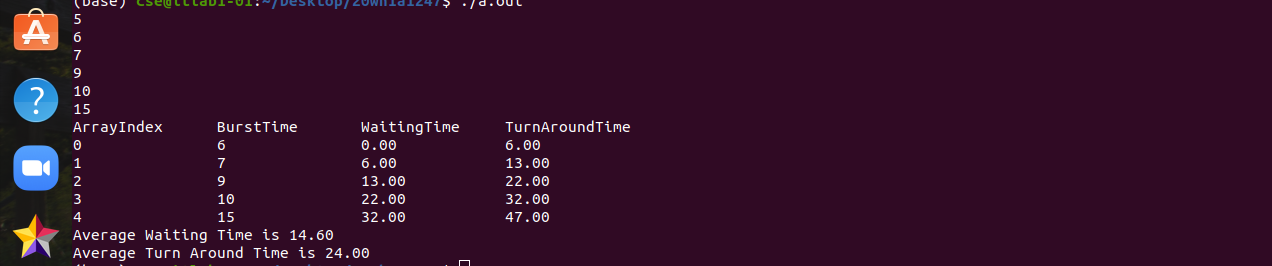 (base) cse@tttab1-01:~/Desktop/20wh1a1247$ ./a.out
5
6
7
9
10
15
ArrayIndex BurstTime WaitingTime TurnAroundTime
0 6 0.00 6.00
1 7 6.00 13.00
2 9 13.00 22.00
3 10 22.00 32.00
4 15 32.00 47.00
Average Waiting Time is 14.60
Average Turn Around Time is 24.00